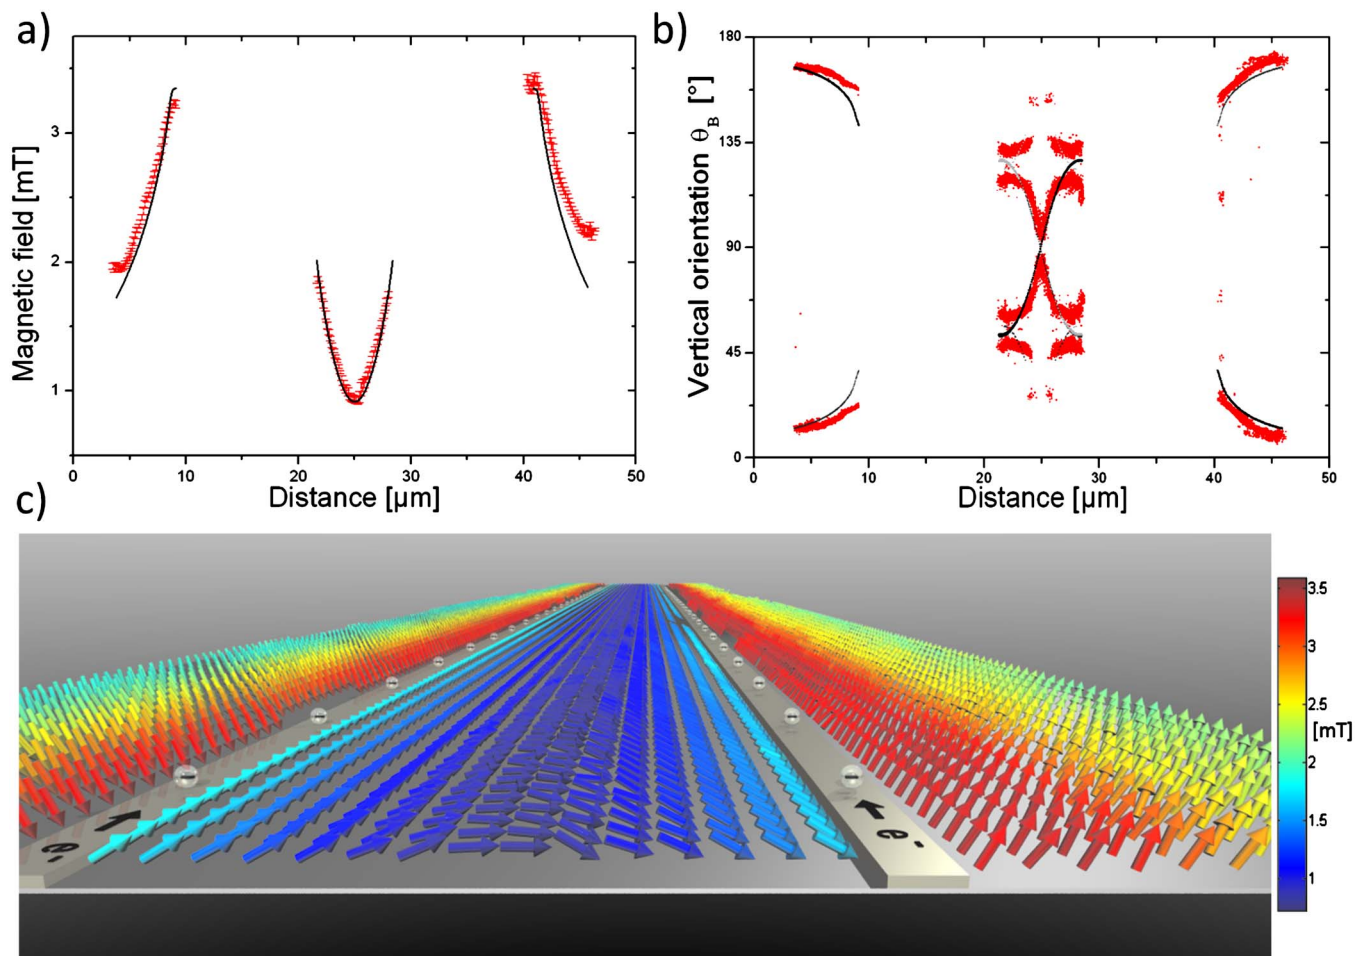 a)
Magnetic field [mT]
3
2
1
0
10
20
30
40
50
Distance [µm]
b)
Vertical orientation θB [°]
180
135
90
45
0
0
10
20
30
40
50
Distance [µm]
c)
e-
e-
3.5
3
2.5
[mT]
2
1.5
1